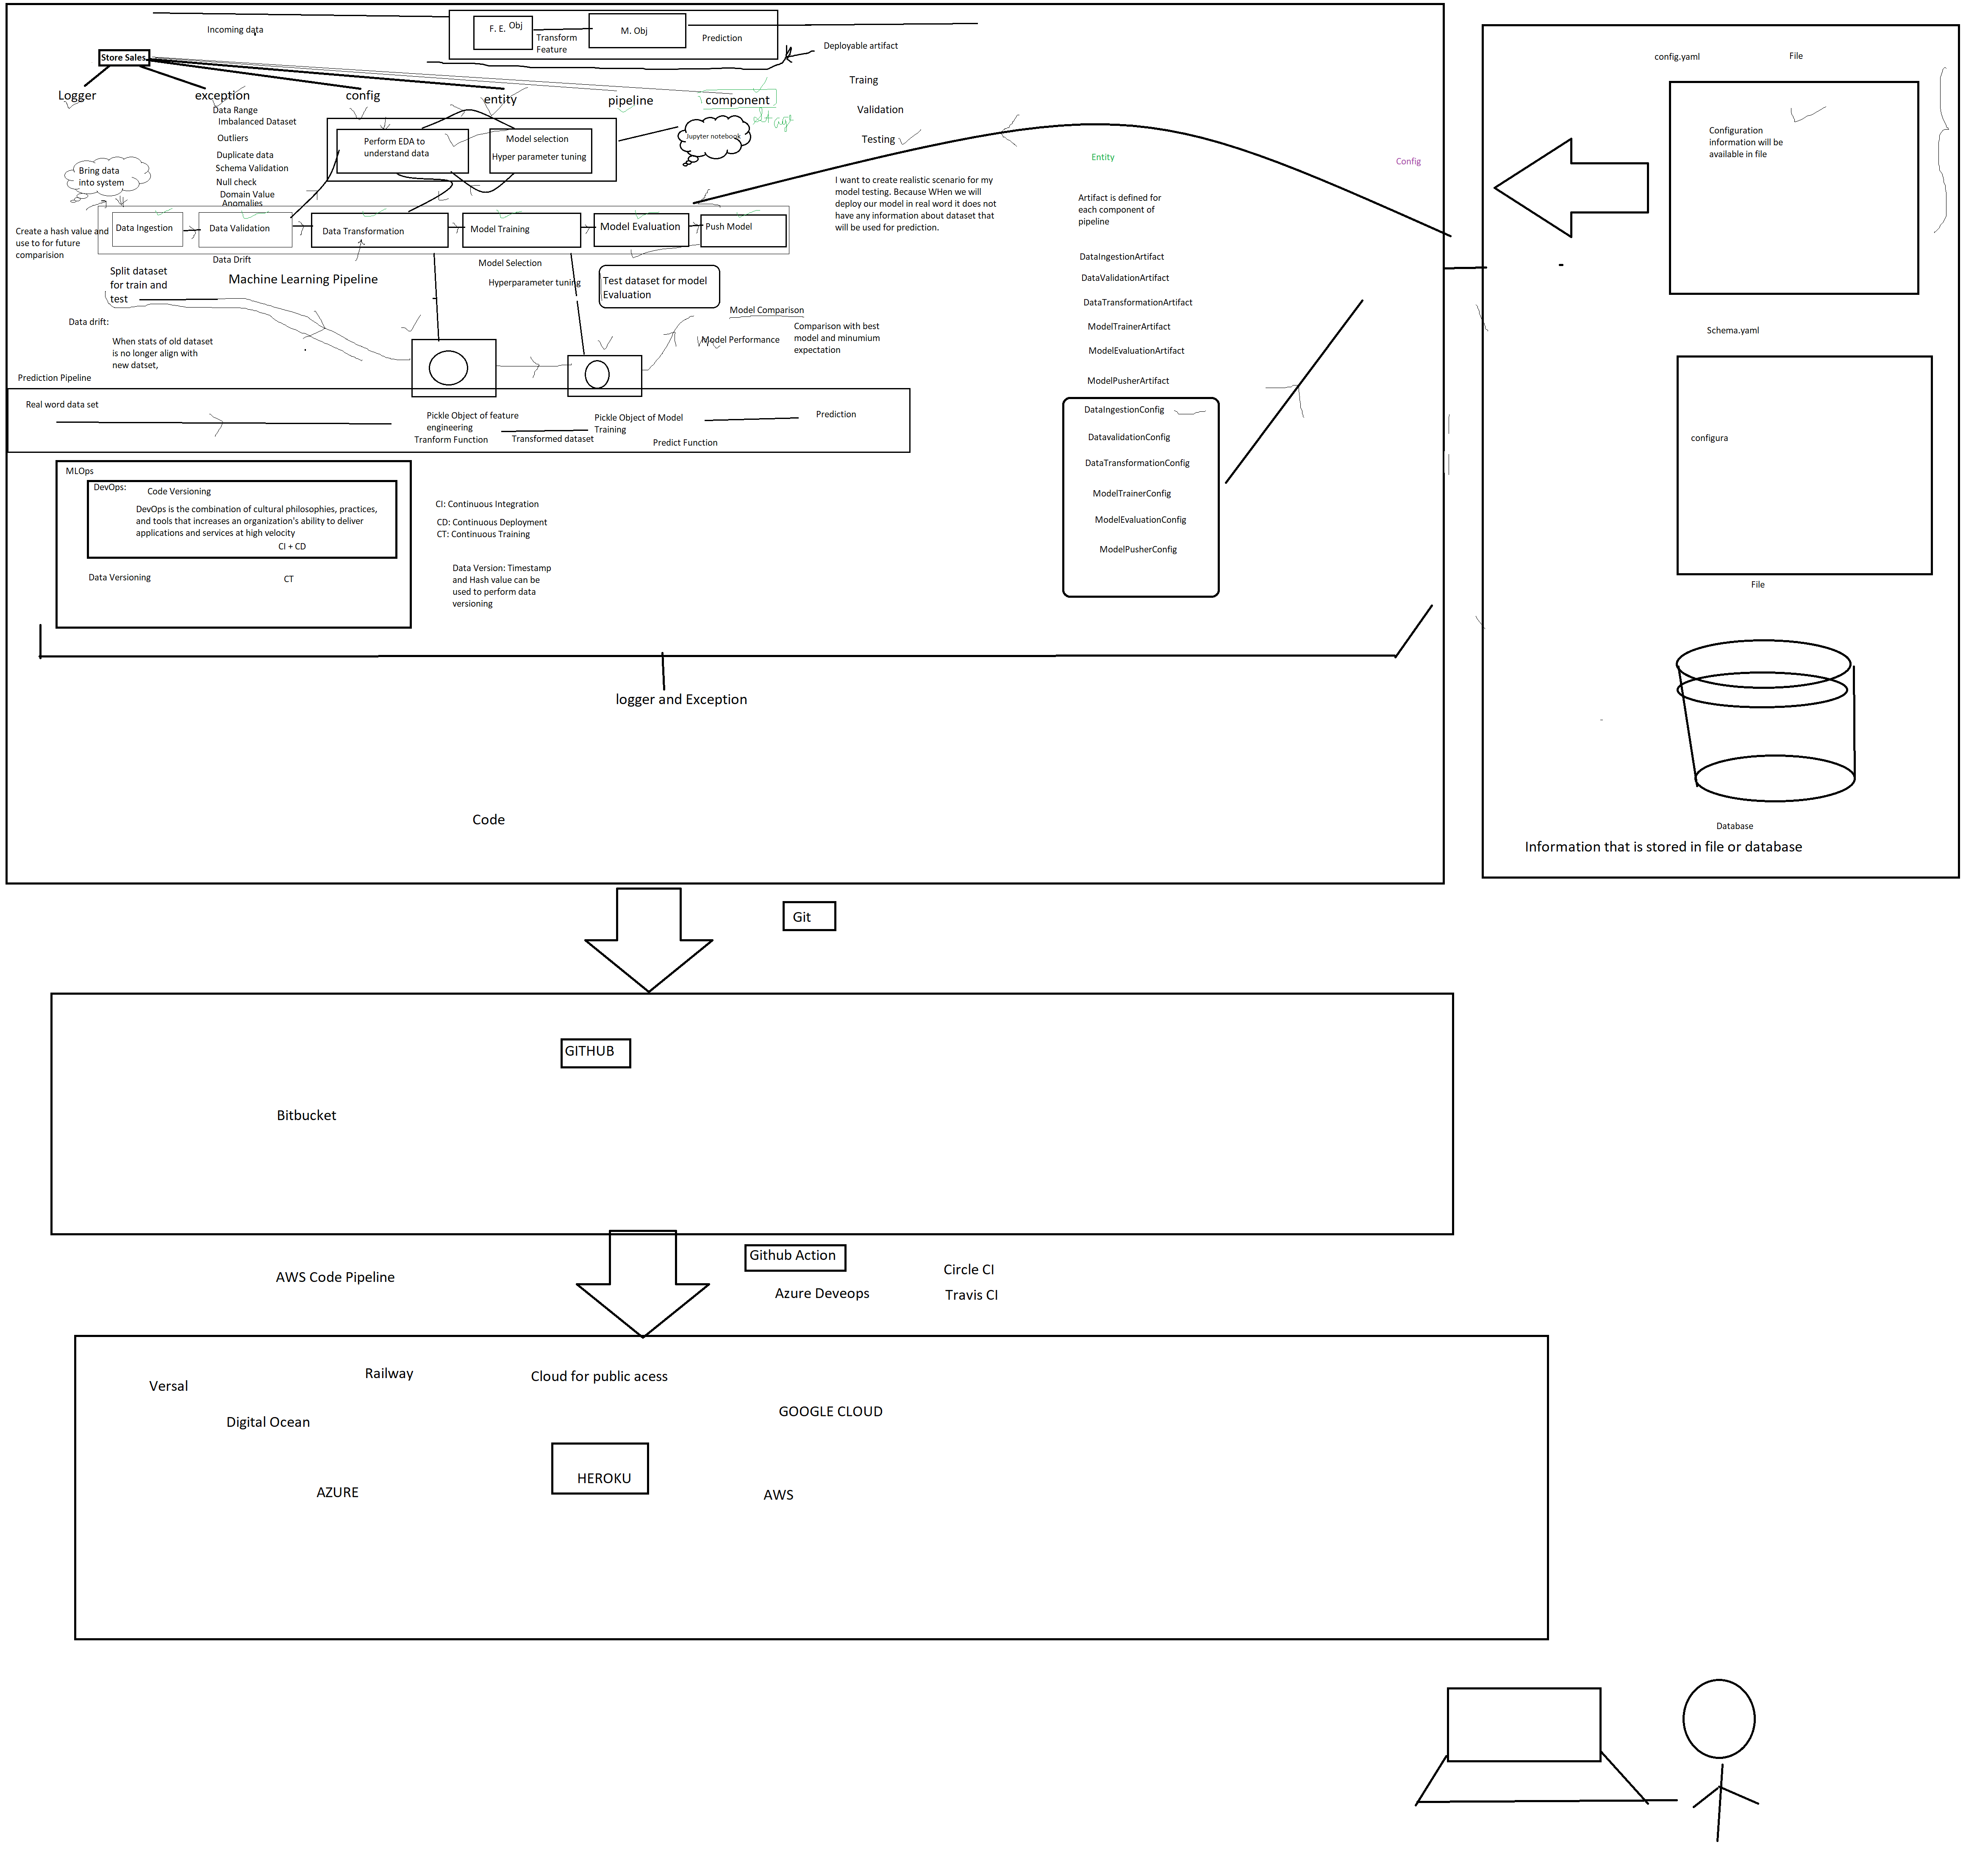 Incoming data
F. E. Obj
Transform
Feature
M. Obj
Prediction
Deployable artifact
Store Sales
Logger
exception
config
entity
pipeline
component
stage
Traing
Validation
Testing
Data Range
Imbalanced Dataset
Outliers
Duplicate data
Schema Validation
Null check
Domain Value
Anomalies
Perform EDA to
understand data
Model selection
Hyper parameter tuning
Jupyter notebook
Bring data
into system
I want to create realistic scenario for my
model testing. Because WHen we will
deploy our model in real word it does not
have any information about dataset that
will be used for prediction.
Create a hash value and
use to for future
comparision
Data Ingestion
Data Validation
Data Transformation
Model Training
Model Evaluation
Push Model
Data Drift
Machine Learning Pipeline
Split dataset
for train and
test
Model Selection
Hyperparameter tuning
Test dataset for model
Evaluation
Data drift:
When stats of old dataset
is no longer align with
new datset,
Model Comparison
Model Performance
Comparison with best
model and minumium
expectation
Prediction Pipeline
Real word data set
Pickle Object of feature
engineering
Tranform Function
Transformed dataset
Pickle Object of Model
Training
Predict Function
Prediction
MLOps
DevOps:
Code Versioning
DevOps is the combination of cultural philosophies, practices,
and tools that increases an organization's ability to deliver
applications and services at high velocity
CI + CD
Data Versioning
CT
CI: Continuous Integration
CD: Continuous Deployment
CT: Continuous Training
Data Version: Timestamp
and Hash value can be
used to perform data
versioning
Entity
Config
Artifact is defined for
each component of
pipeline
DataIngestionArtifact
DataValidationArtifact
DataTransformationArtifact
ModelTrainerArtifact
ModelEvaluationArtifact
ModelPusherArtifact
DataIngestionConfig
DatavalidationConfig
DataTransformationConfig
ModelTrainerConfig
ModelEvaluationConfig
ModelPusherConfig
logger and Exception
Code
config.yaml
File
Configuration
information will be
available in file
Schema.yaml
configura
File
Database
Information that is stored in file or database
Git
GITHUB
Bitbucket
AWS Code Pipeline
Github Action
Azure Deveops
Circle CI
Travis CI
Versal
Railway
Cloud for public acess
Digital Ocean
GOOGLE CLOUD
AZURE
HEROKU
AWS